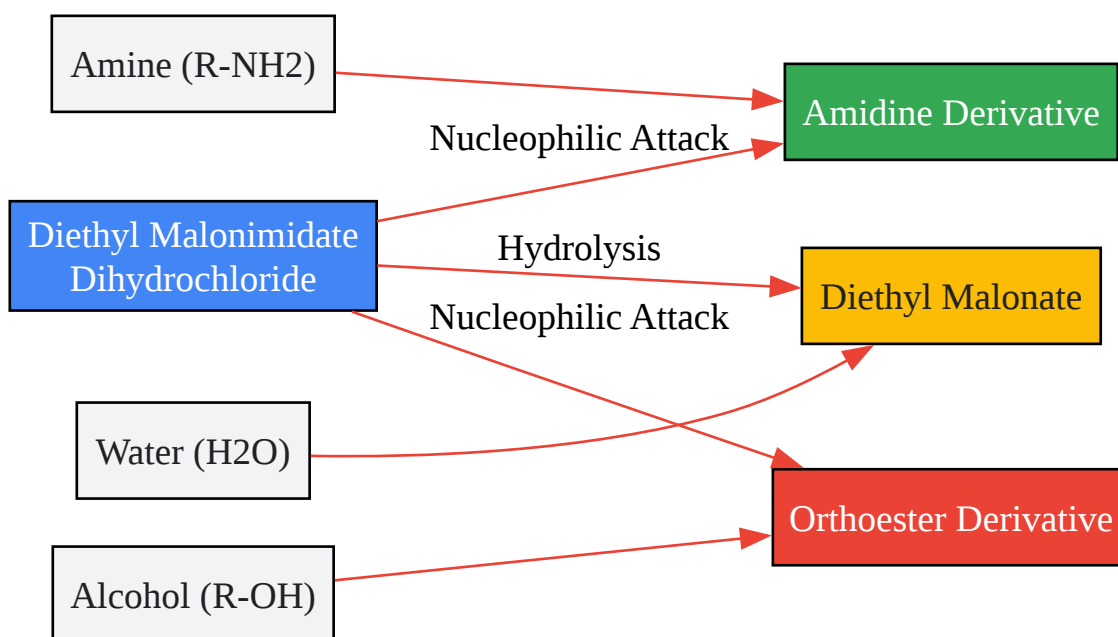 Amine (R-NH2)
Amidine Derivative
Nucleophilic Attack
Diethyl Malonimidate
Dihydrochloride
Hydrolysis
Diethyl Malonate
Nucleophilic Attack
Water (H2O)
Orthoester Derivative
Alcohol (R-OH)